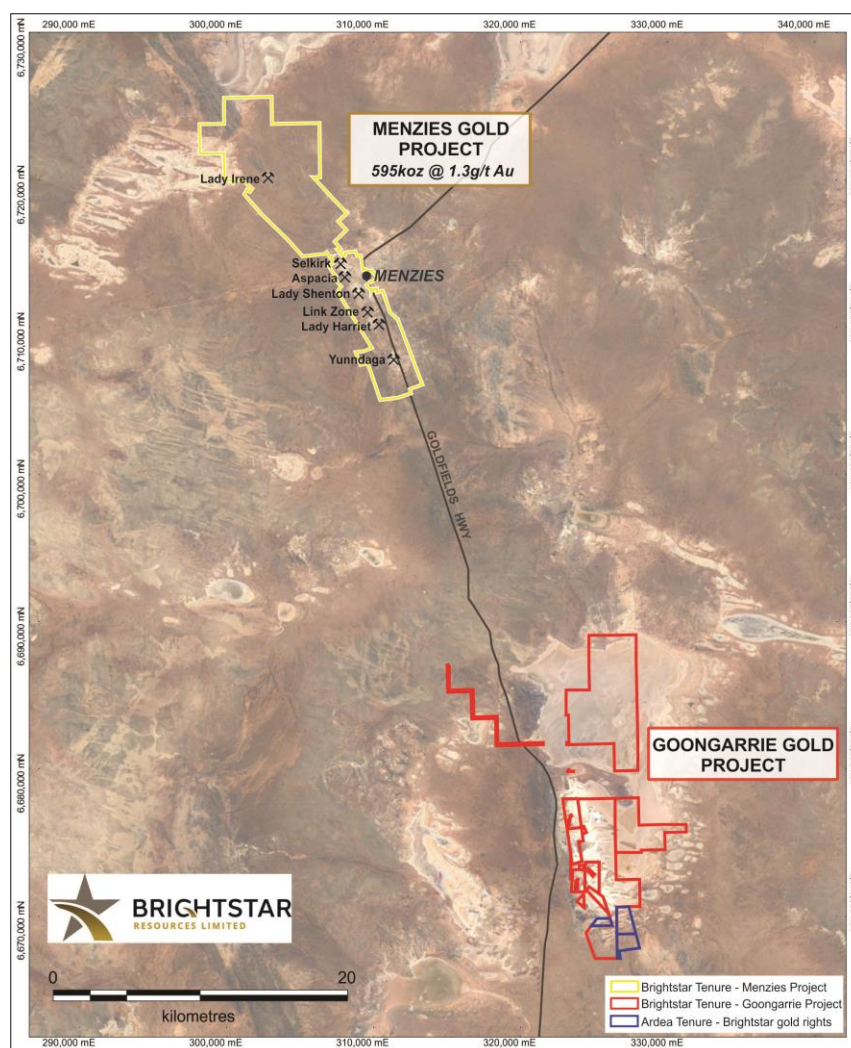 290,000 mE
300,000 mE
310,000 mE
320,000 mE
330,000 mE
340,000 mE
6,730,000 mN
MENZIES GOLD
PROJECT
595koz @ 1.3g/t Au
Lady Irene
6,720,000 mN
Selkirk
Aspacia
MENZIES
Lady Shenton
Link Zone
Lady Harriet
6,710,000 mN
Yunndaga
GOLDFIELDS HWY
6,700,000 mN
6,690,000 mN
GOONGARRIE GOLD
PROJECT
6,680,000 mN
BRIGHTSTAR
RESOURCES LIMITED
6,670,000 mN
0
20
kilometres
Brightstar Tenure - Menzies Project
Brightstar Tenure - Goongarrie Project
Ardea Tenure - Brightstar gold rights
290,000 mE
300,000 mE
310,000 mE
320,000 mE
330,000 mE
340,000 mE